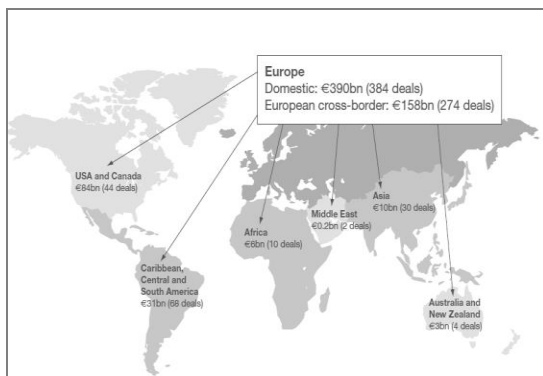 Europe
Domestic: €390bn (384 deals)
European cross-border: €158bn (274 deals)
USA and Canada
€84bn (44 deals)
Asia
€10bn (30 deals)
Middle East
€0.2bn (2 deals)
Africa
€6bn (10 deals)
Caribbean,
Central and
South America
€31bn (68 deals)
Australia and
New Zealand
€3bn (4 deals)